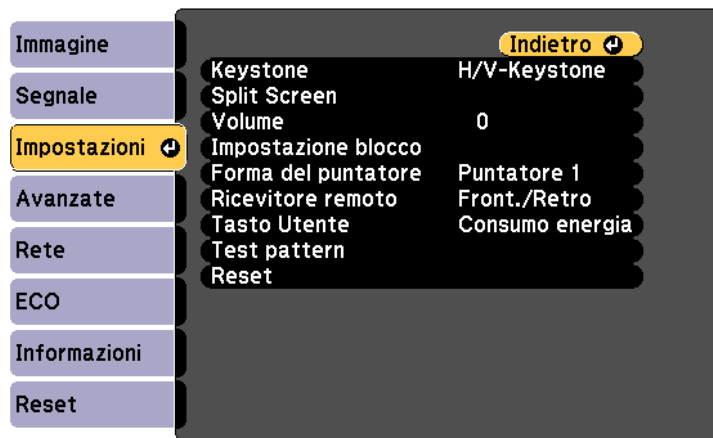 Immagine
Segnale
Impostazioni
Avanzate
Rete
ECO
Informazioni
Reset
Indietro
Keystone H/V-Keystone
Split Screen
Volume 0
Impostazione blocco
Forma del puntatore Puntatore 1
Ricevitore remoto Front./Retro
Tasto Utente Consumo energia
Test pattern
Reset